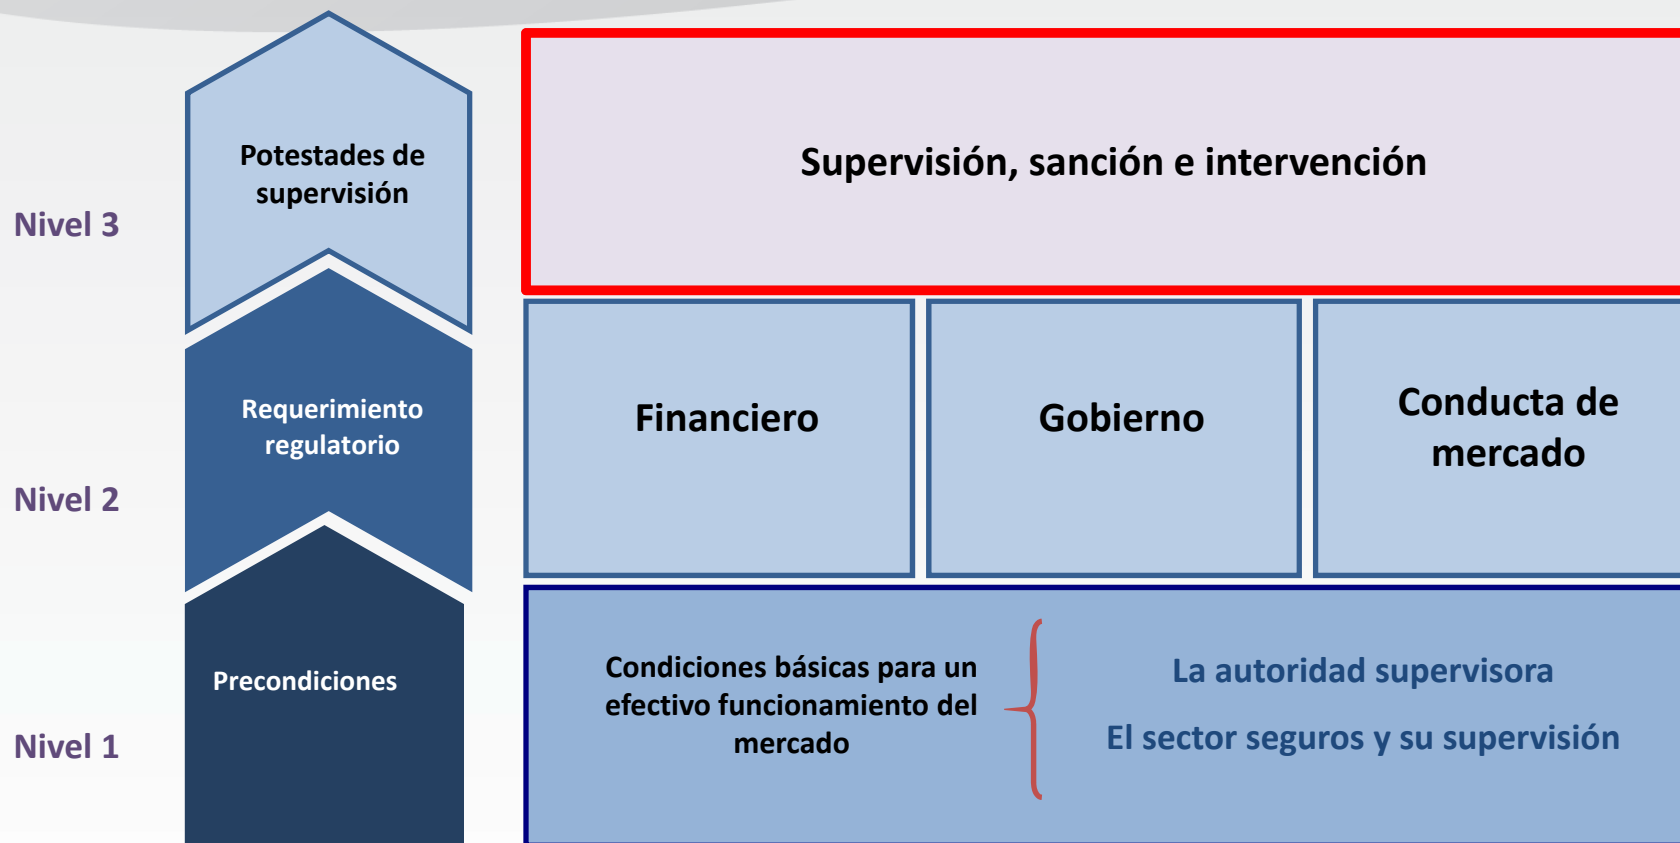 Potestades de
supervisión
Supervisión, sanción e intervención
Nivel 3
Requerimiento
regulatorio
Financiero
Gobierno
Conducta de
mercado
Nivel 2
Precondiciones
Condiciones básicas para un
efectivo funcionamiento del
mercado
La autoridad supervisora
El sector seguros y su supervisión
Nivel 1